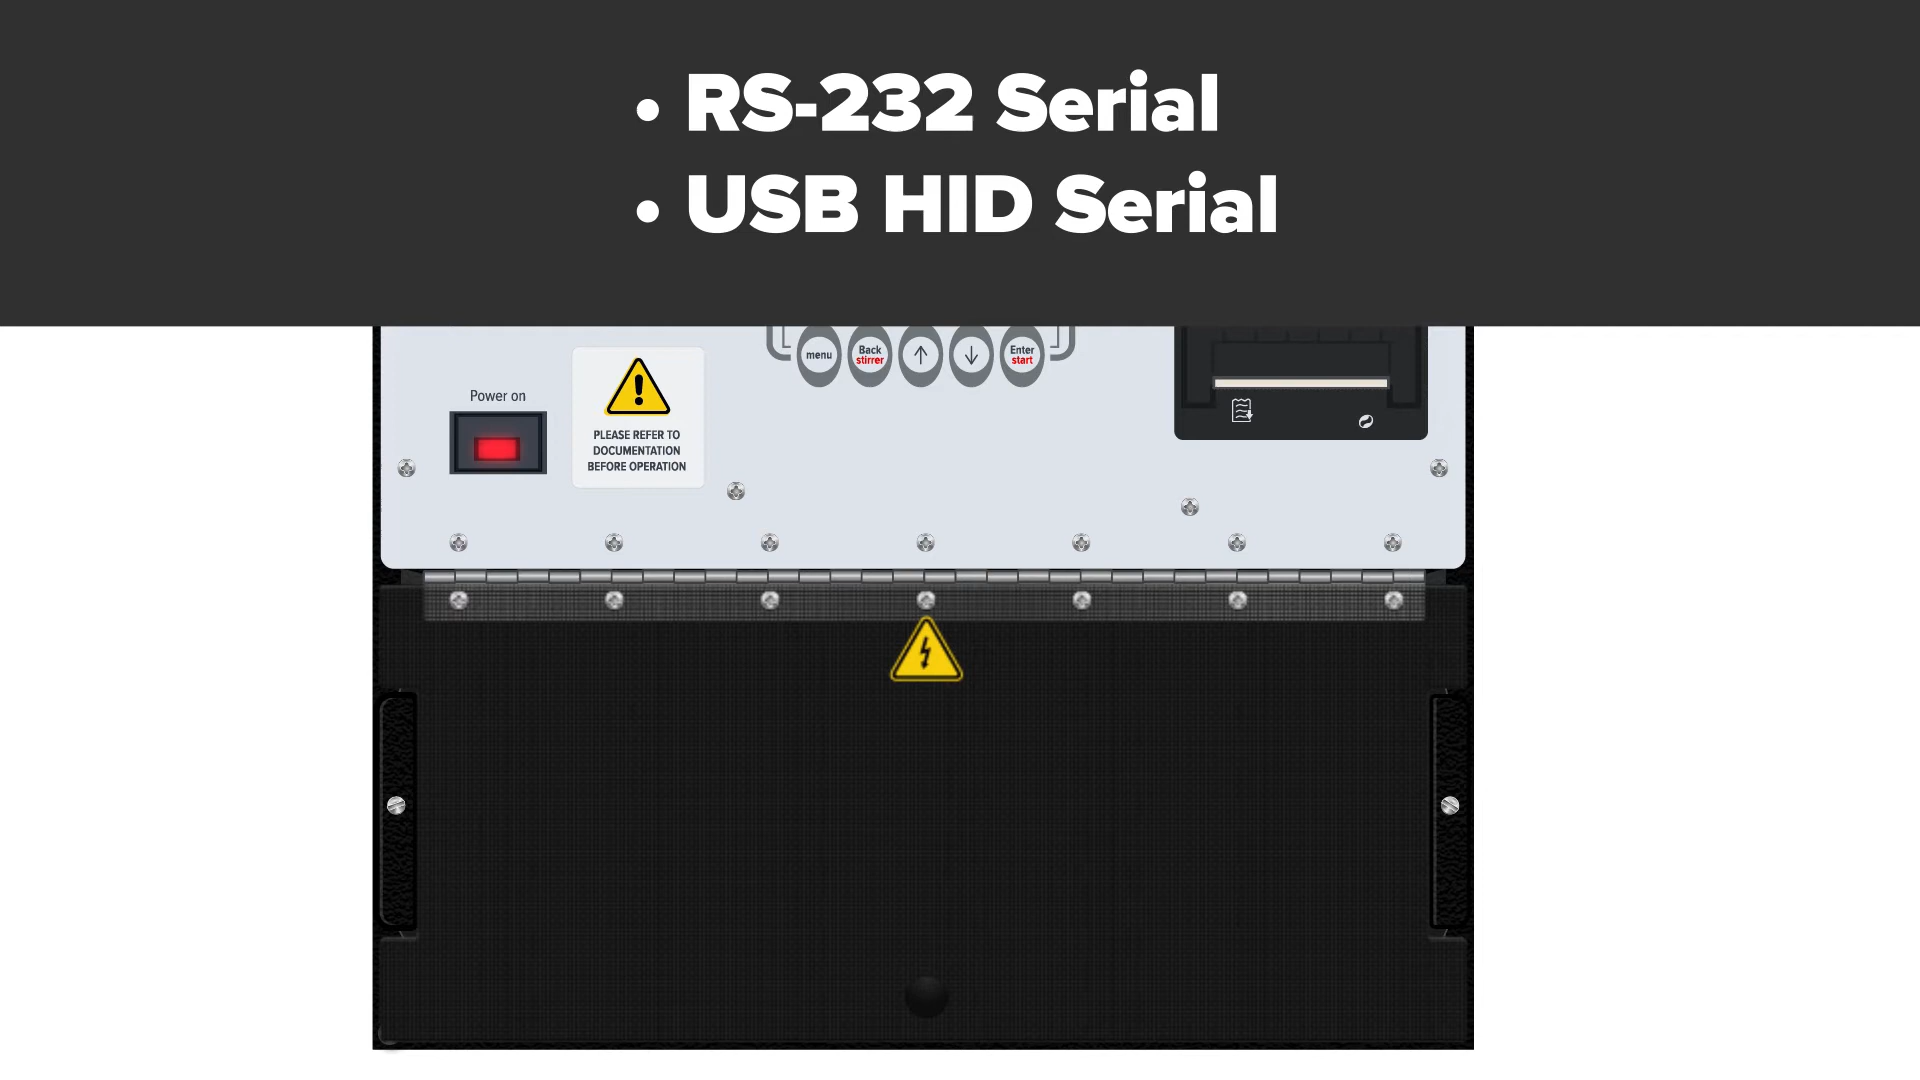 • RS-232 Serial
• USB HID Serial
menu
Back
stirrer
↑
↓
Enter
start
Power on
PLEASE REFER TO
DOCUMENTATION
BEFORE OPERATION